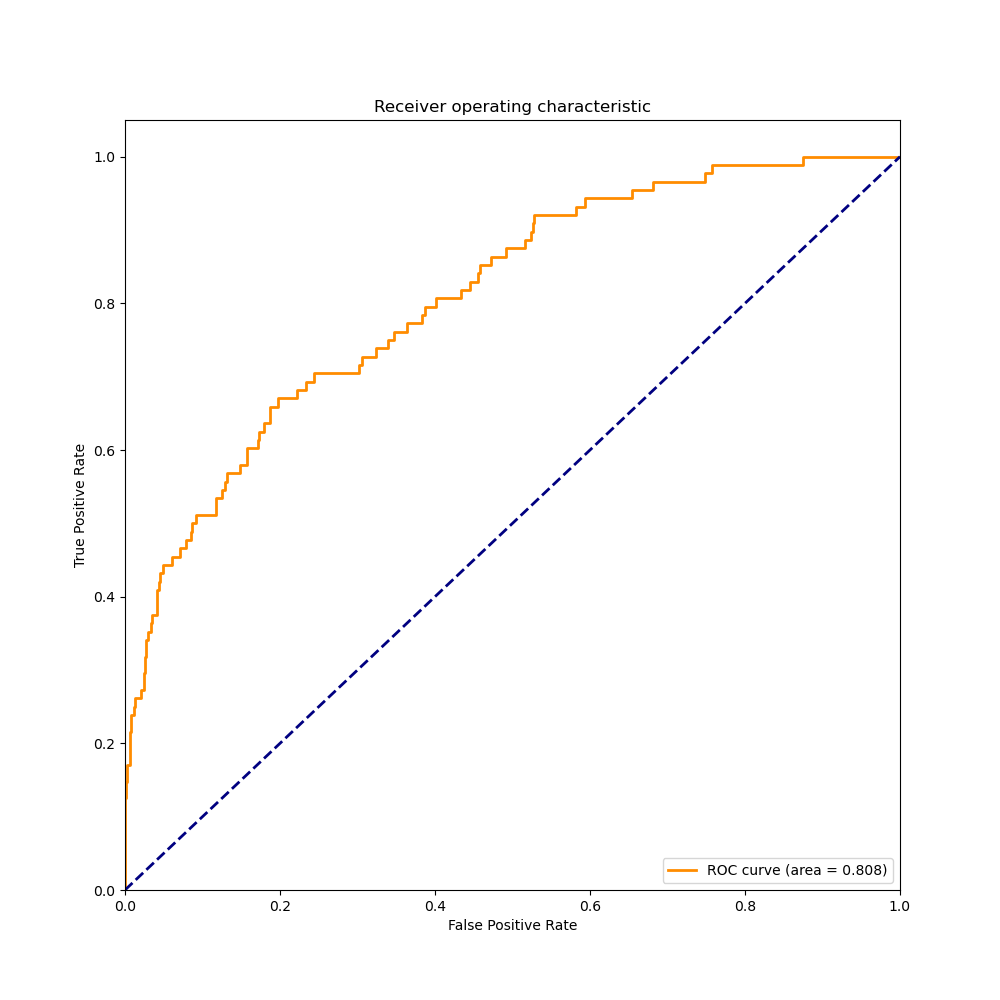 Receiver operating characteristic
True Positive Rate
1.0
0.8
0.6
0.4
0.2
0.0
ROC curve (area = 0.808)
0.0 0.2 0.4 0.6 0.8 1.0
False Positive Rate